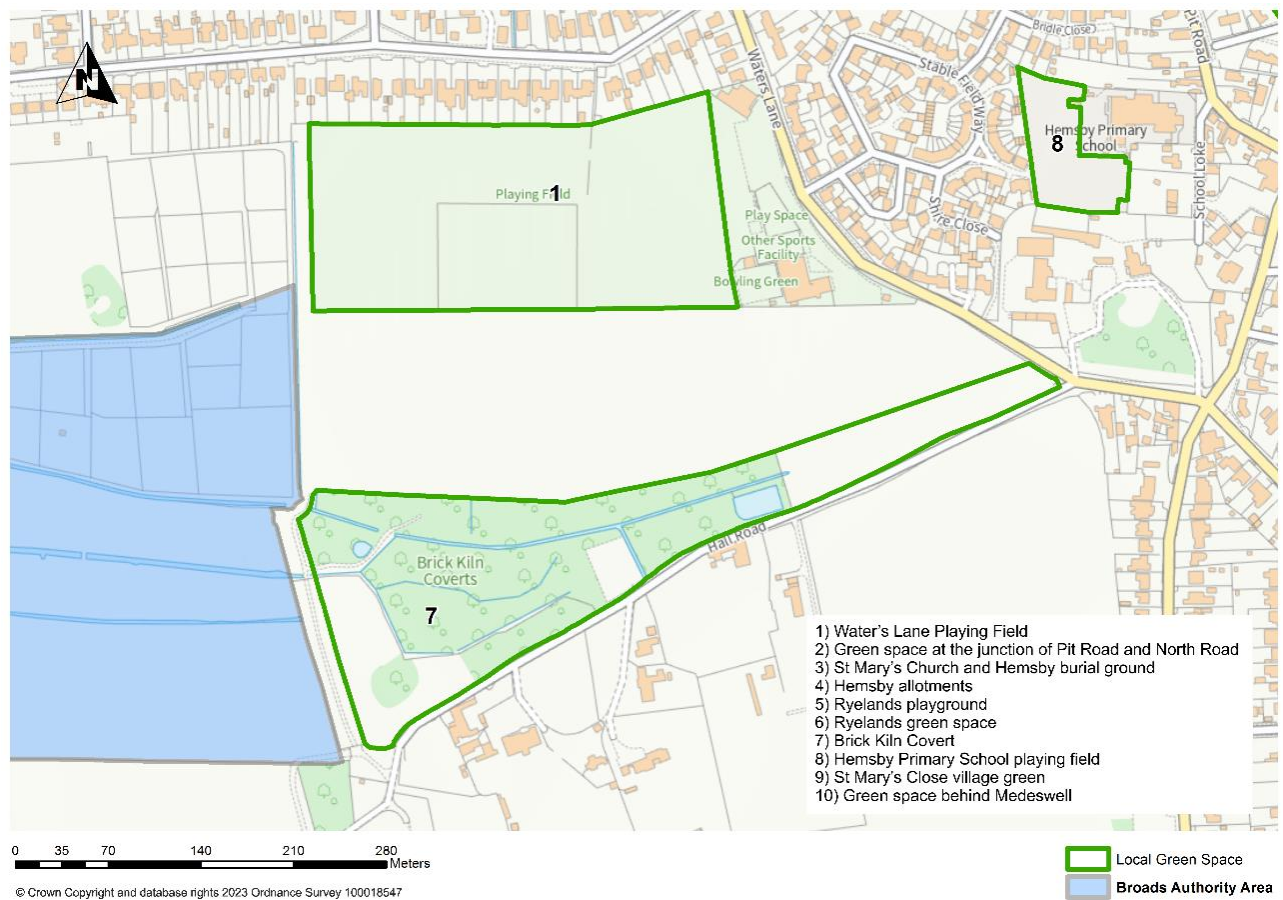 Bridle Close
Pit Road
N
Waters Lane
Stable Field Way
Hemsby Primary
School
8
School Loke
Playing Field
1
Shire Close
Play Space
Other Sports
Facility
Bowling Green
Hall Road
Brick Kiln
Coverts
7
1) Water's Lane Playing Field
2) Green space at the junction of Pit Road and North Road
3) St Mary's Church and Hemsby burial ground
4) Hemsby allotments
5) Ryelands playground
6) Ryelands green space
7) Brick Kiln Covert
8) Hemsby Primary School playing field
9) St Mary's Close village green
10) Green space behind Medeswell
0 35 70 140 210 280
Meters
Local Green Space
Broads Authority Area
© Crown Copyright and database rights 2023 Ordnance Survey 100018547